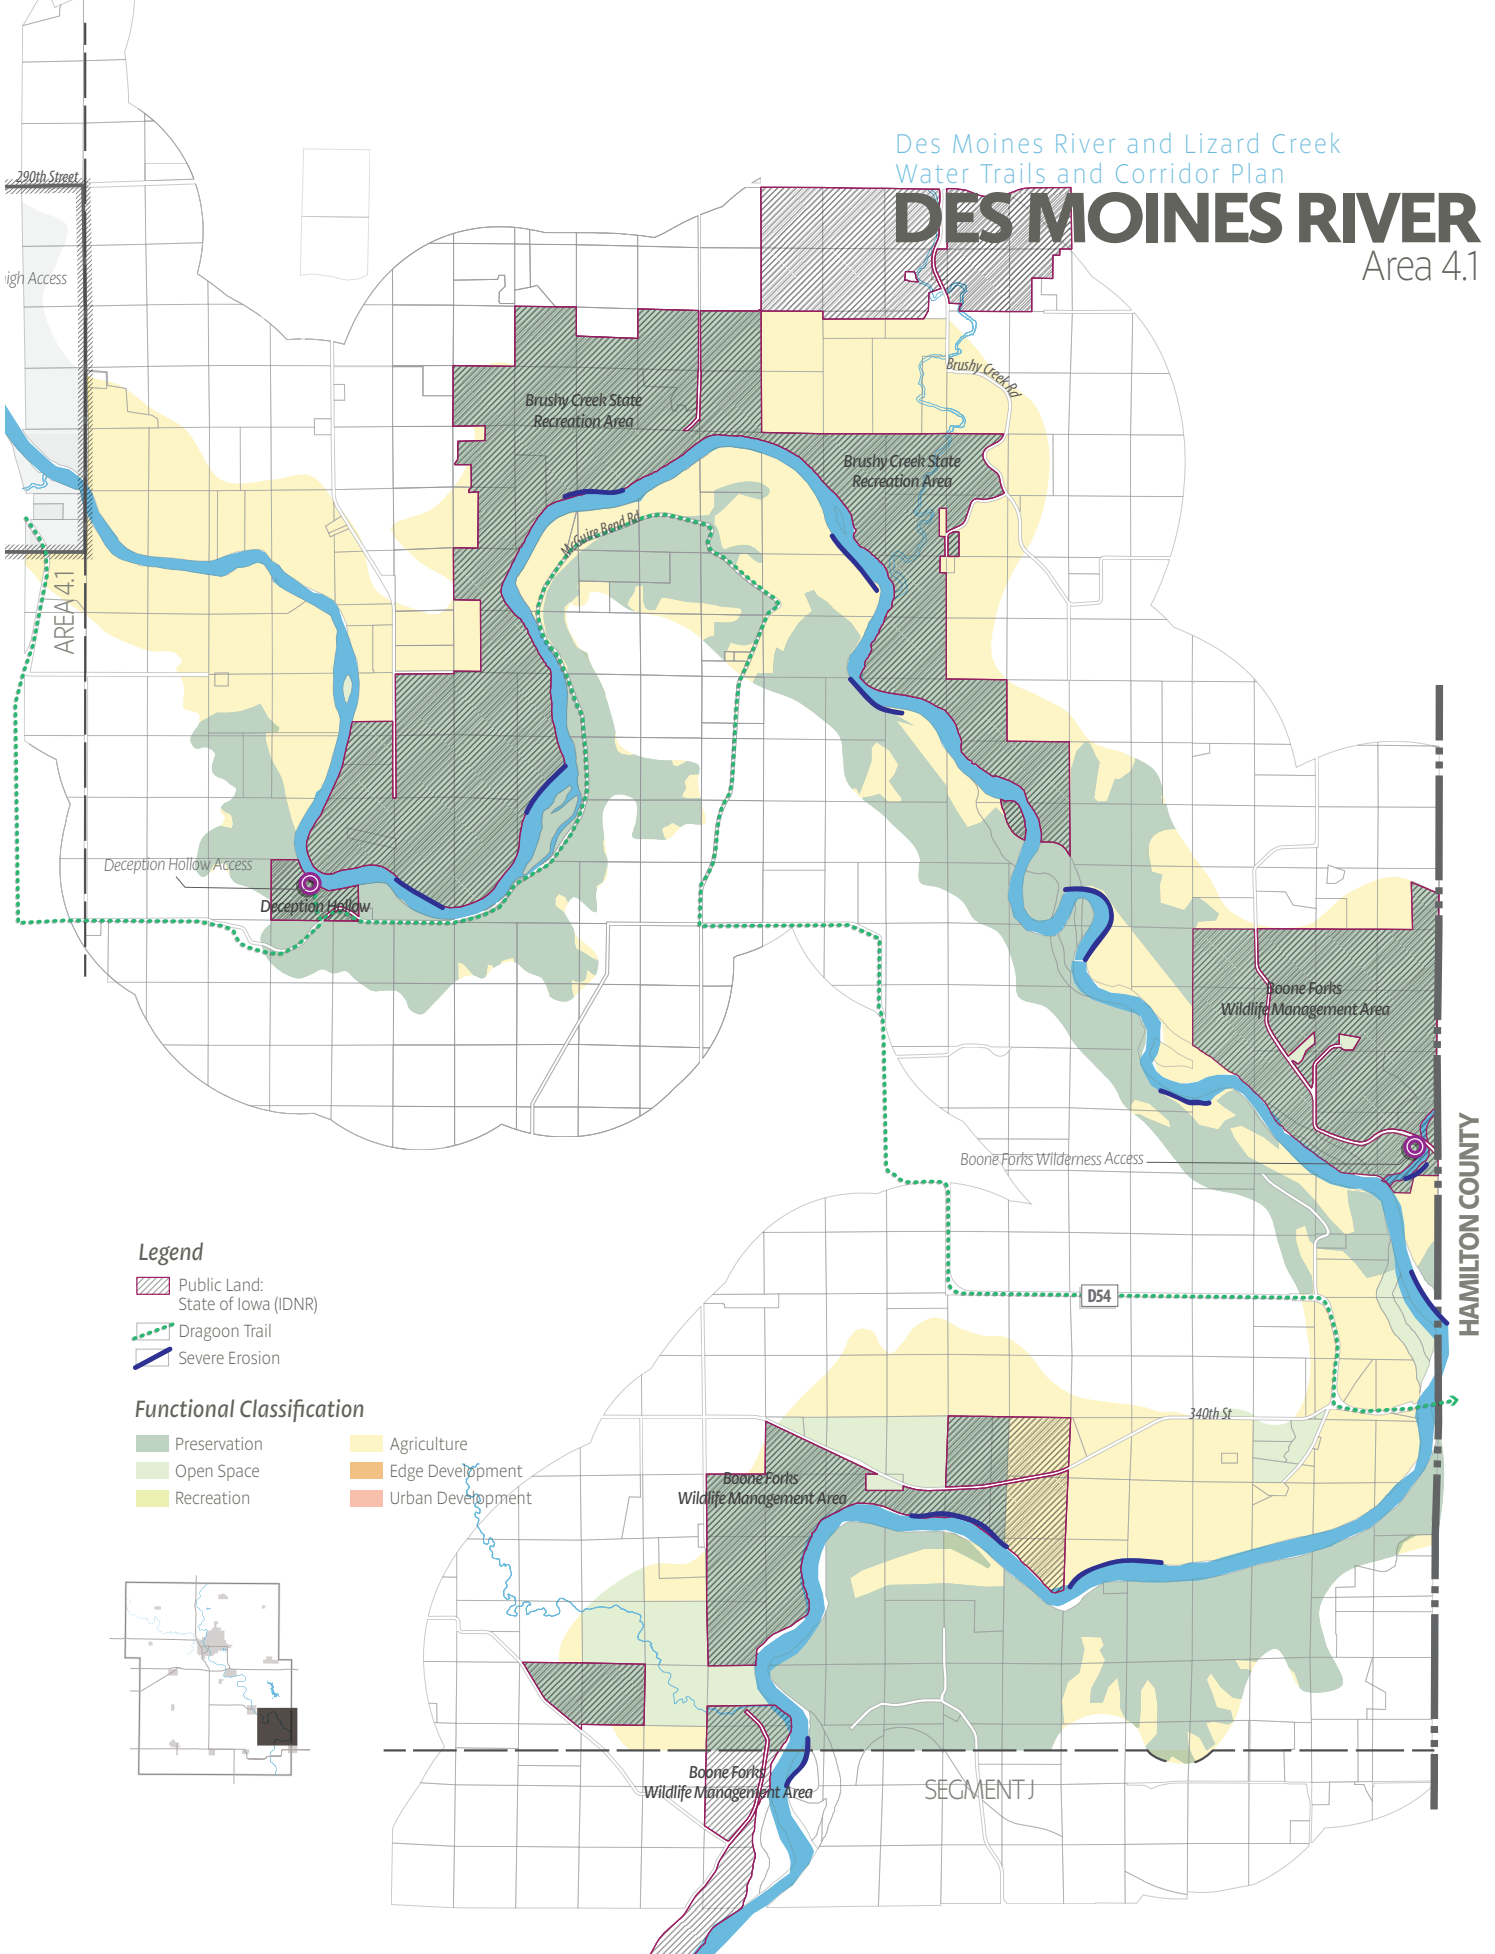 Des Moines River and Lizard Creek
Water Trails and Corridor Plan
DES MOINES RIVER
Area 4.1
290th Street
igh Access
Brushy Creek Rd
Brushy Creek State
Recreation Area
Brushy Creek State
Recreation Area
McGuire Bend Rd
AREA 4.1
Deception Hollow Access
Deception Hollow
Boone Forks
Wildlife Management Area
Boone Forks Wilderness Access
HAMILTON COUNTY
Legend
Public Land:
State of Iowa (IDNR)
Dragoon Trail
Severe Erosion
D54
Functional Classification
Preservation
Open Space
Recreation
Agriculture
Edge Development
Urban Development
340th St
Boone Forks
Wildlife Management Area
Boone Forks
Wildlife Management Area
SEGMENT J